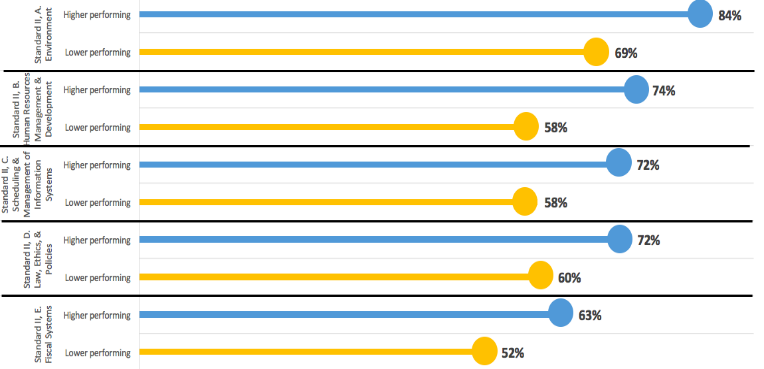 Standard II, A.
Environment
Higher performing
84%
Lower performing
69%
Standard II, B.
Human Resources
Management &
Development
Higher performing
74%
Lower performing
58%
Standard II, C.
Scheduling &
Management of
Information
Systems
Higher performing
72%
Lower performing
58%
Standard II, D.
Law, Ethics, &
Policies
Higher performing
72%
Lower performing
60%
Standard II, E.
Fiscal Systems
Higher performing
63%
Lower performing
52%